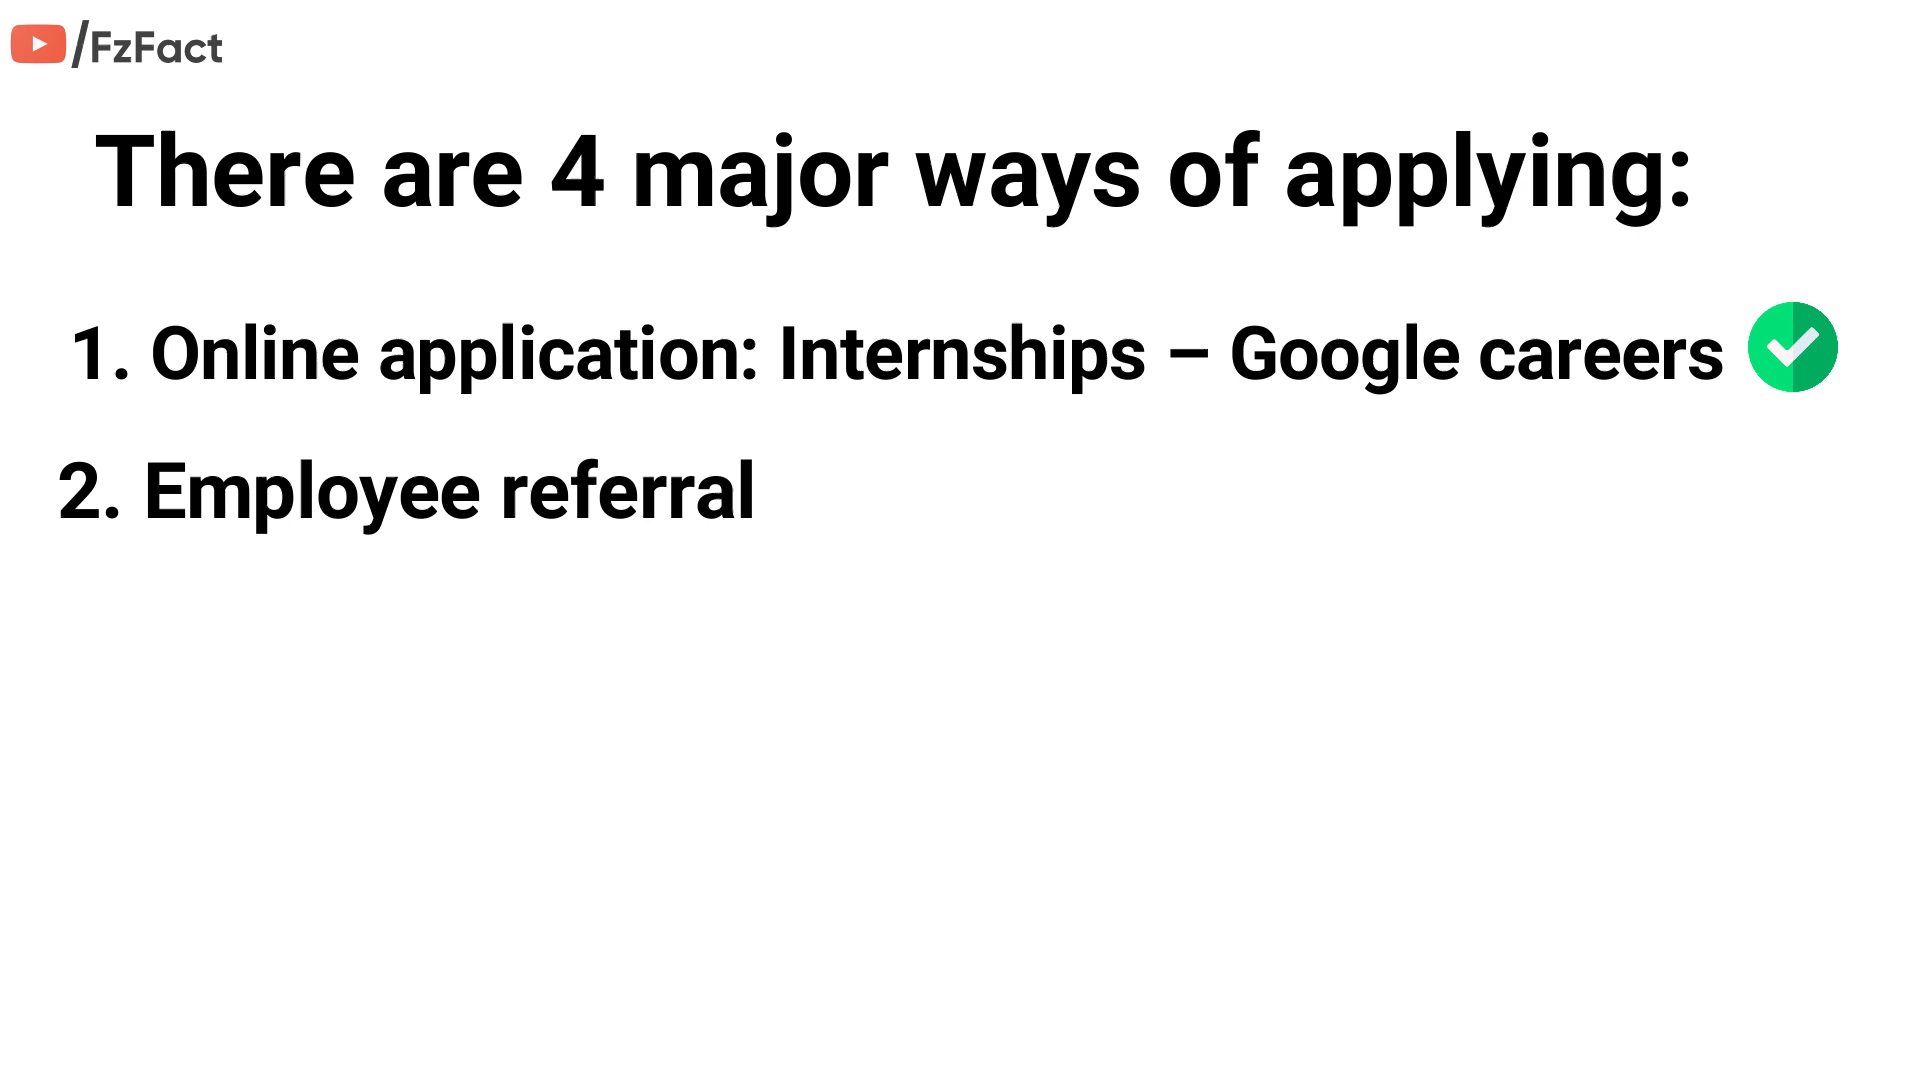 /FzFact
There are 4 major ways of applying:
1. Online application: Internships – Google careers
2. Employee referral